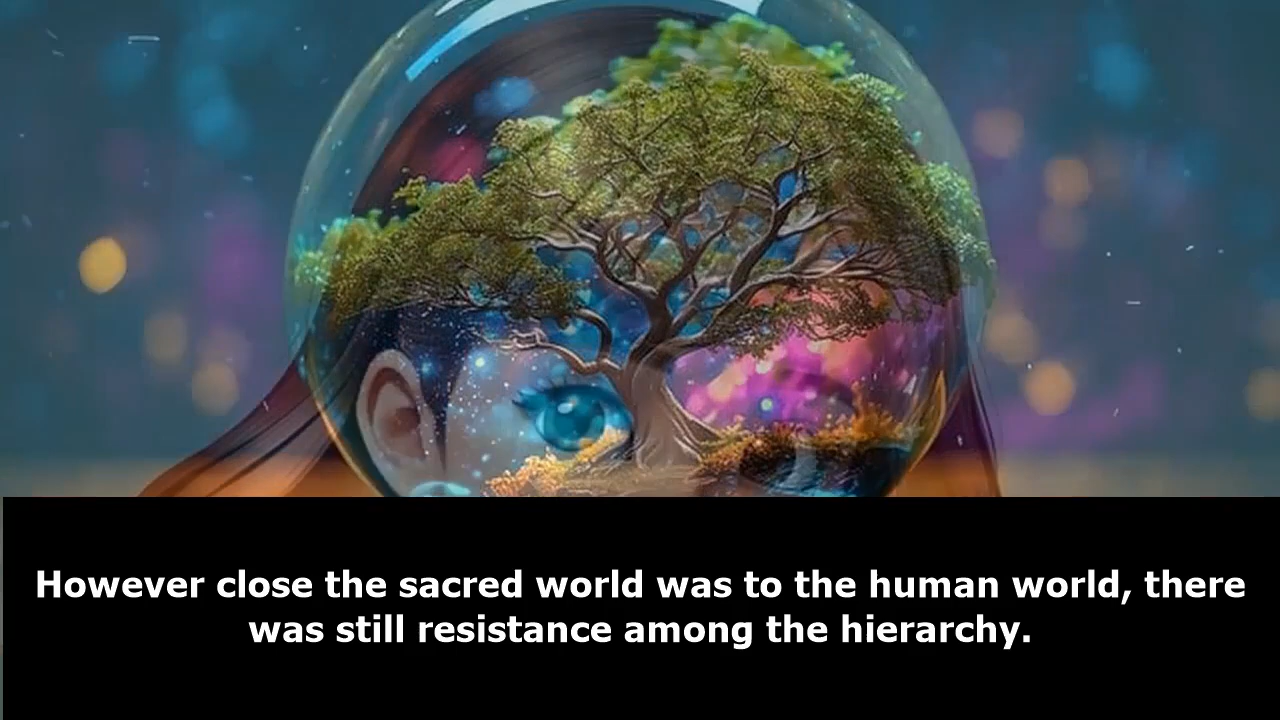 However close the sacred world was to the human world, there
was still resistance among the hierarchy.